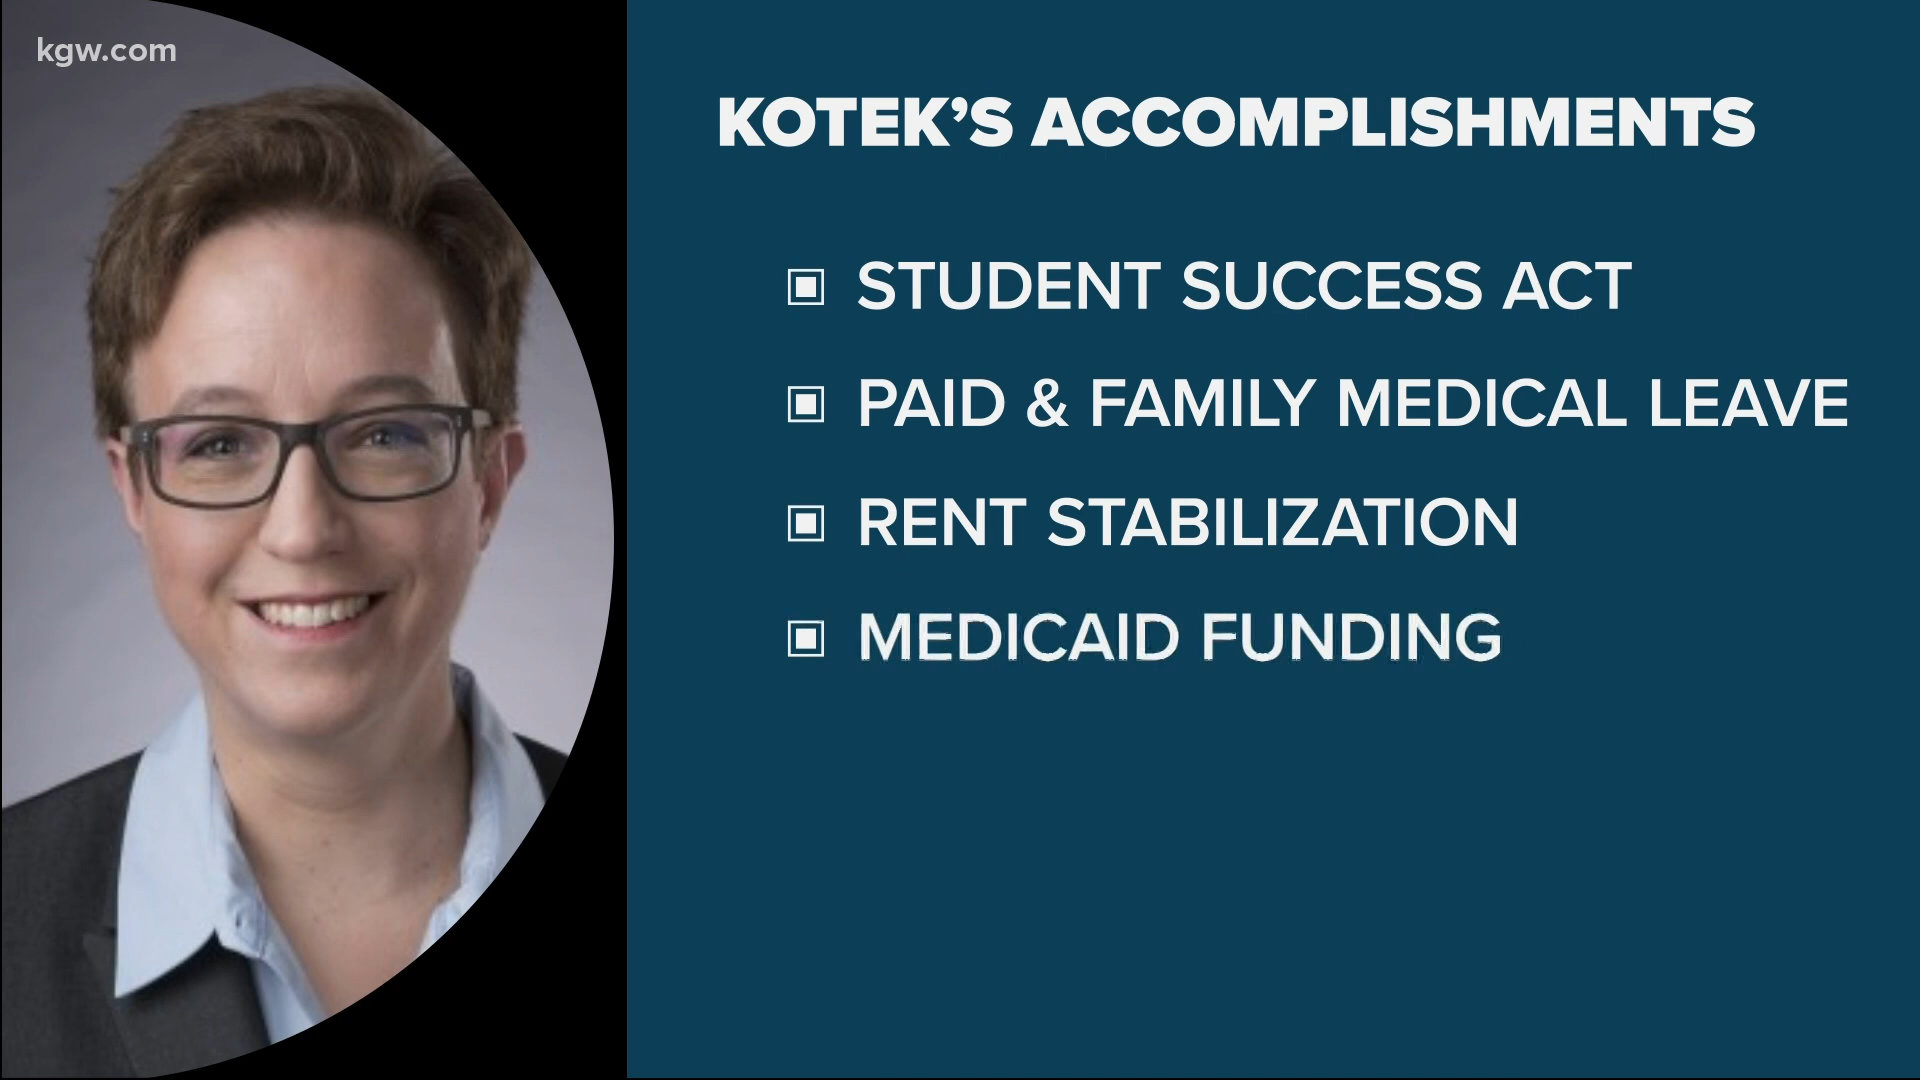 kgw.com
KOTEK’S ACCOMPLISHMENTS
STUDENT SUCCESS ACT
PAID & FAMILY MEDICAL LEAVE
RENT STABILIZATION
MEDICAID FUNDING